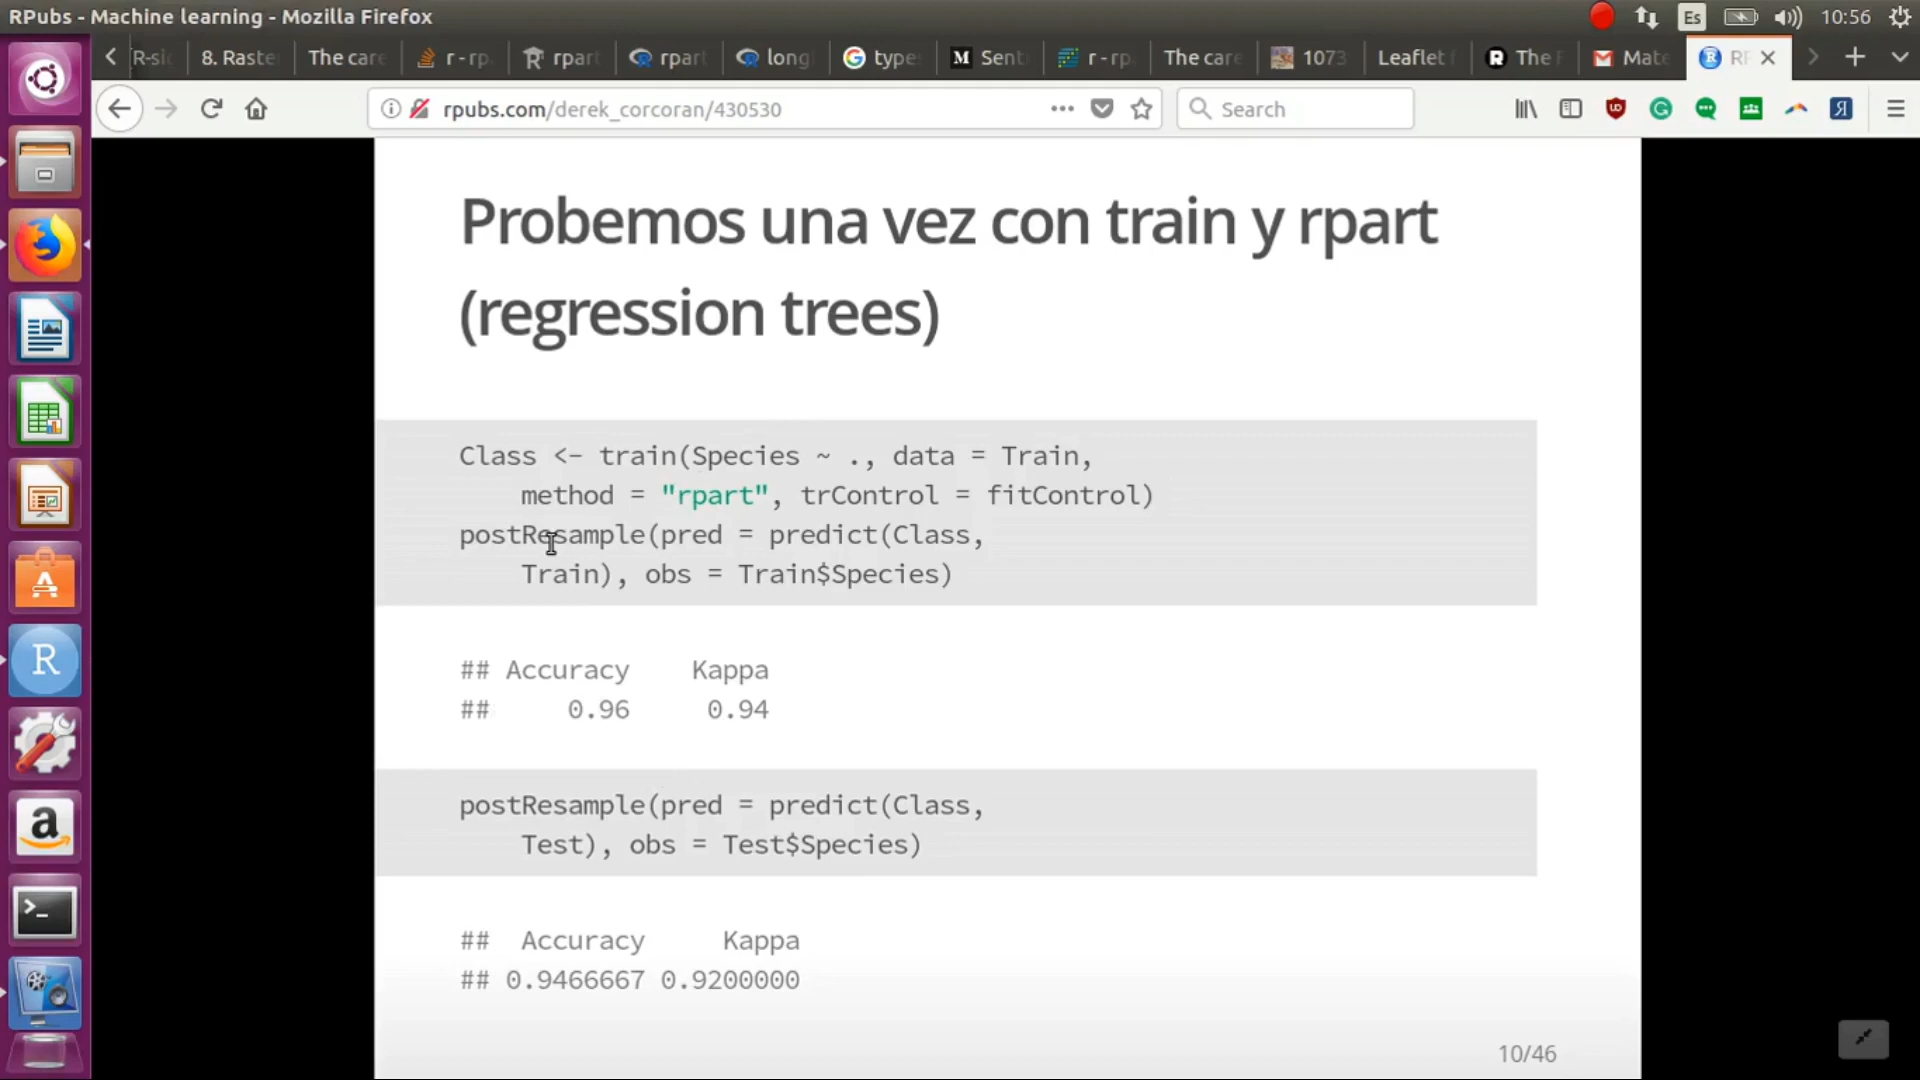 RPubs - Machine learning - Mozilla Firefox
Es
10:56
R-si
8. Raste
The care
r - rp
rpart
rpart
long
type
M Sent
r - rp
The care
1073
Leaflet
R The R
Mate
RP
rpubs.com/derek_corcoran/430530
Search
Probemos una vez con train y rpart
(regression trees)
Class <- train(Species ~ ., data = Train,
method = "rpart", trControl = fitControl)
postResample(pred = predict(Class,
Train), obs = Train$Species)
## Accuracy Kappa
## 0.96 0.94
postResample(pred = predict(Class,
Test), obs = Test$Species)
## Accuracy Kappa
## 0.9466667 0.9200000
10/46